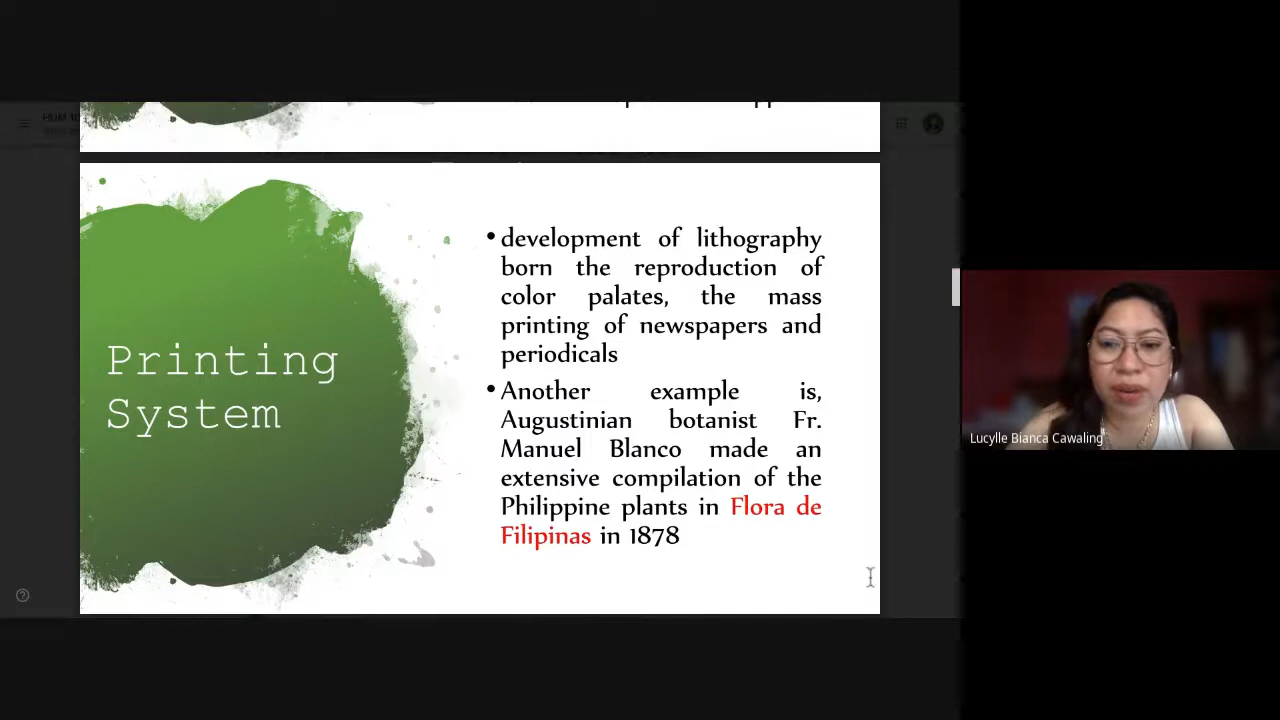 Printing
System
• development of lithography
born the reproduction of
color palates, the mass
printing of newspapers and
periodicals
• Another example is,
Augustinian botanist Fr.
Manuel Blanco made an
extensive compilation of the
Philippine plants in Flora de
Filipinas in 1878
Lucylle Bianca Cawaling